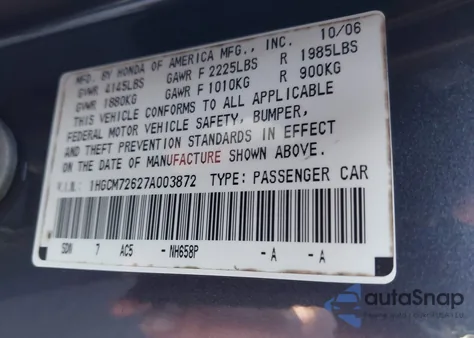 MFG. BY HONDA OF AMERICA MFG., INC. 10/06
GVWR 4145LBS GAWR F 2225LBS R 1985LBS
GVWR 1880KG GAWR F 1010KG R 900KG
THIS VEHICLE CONFORMS TO ALL APPLICABLE
FEDERAL MOTOR VEHICLE SAFETY, BUMPER,
AND THEFT PREVENTION STANDARDS IN EFFECT
ON THE DATE OF MANUFACTURE SHOWN ABOVE.
V.I.N.: 1HGCM72627A003872 TYPE: PASSENGER CAR
SDN 7 AC5 - NH658P - A - A
autoSnap